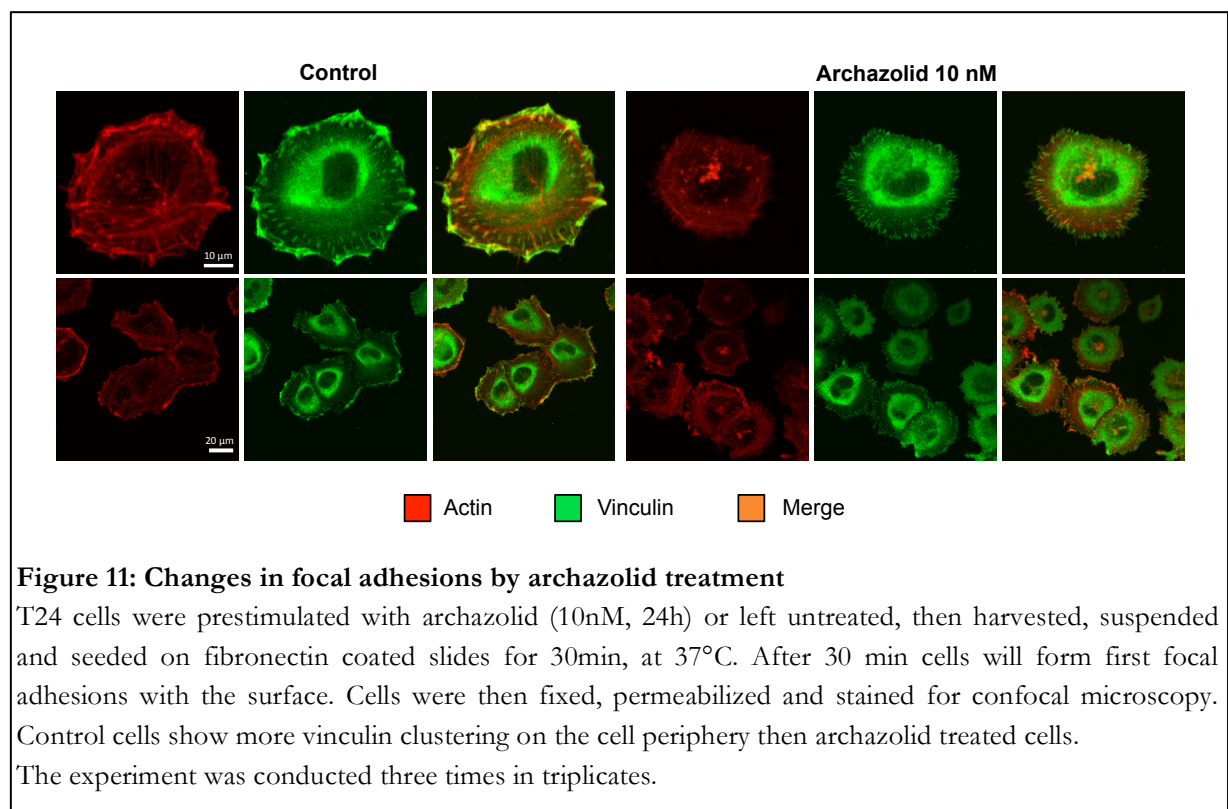 Control
Archazolid 10 nM
10 µm
20 µm
Actin
Vinculin
Merge
Figure 11: Changes in focal adhesions by archazolid treatment
T24 cells were prestimulated with archazolid (10nM, 24h) or left untreated, then harvested, suspended
and seeded on fibronectin coated slides for 30min, at 37°C. After 30 min cells will form first focal
adhesions with the surface. Cells were then fixed, permeabilized and stained for confocal microscopy.
Control cells show more vinculin clustering on the cell periphery then archazolid treated cells.
The experiment was conducted three times in triplicates.